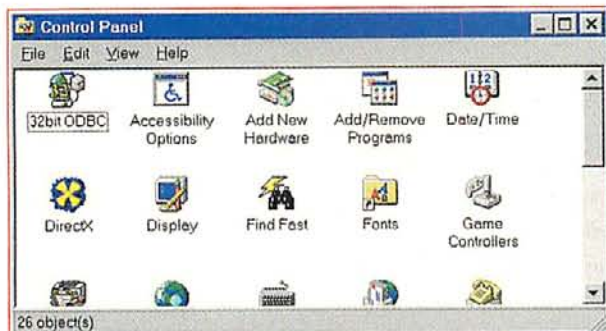 Control Panel
File Edit View Help
32bit ODBC
Accessibility Options
Add New Hardware
Add/Remove Programs
Date/Time
DirectX
Display
Find Fast
Fonts
Game Controllers
26 object(s)